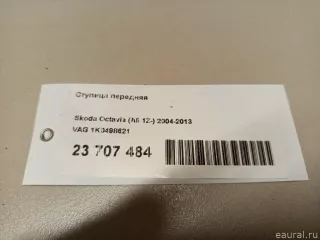 Ступица передняя
Skoda Octavia (A5 1Z-) 2004-2013
VAG 1K0498621
23 707 484
eaural.ru